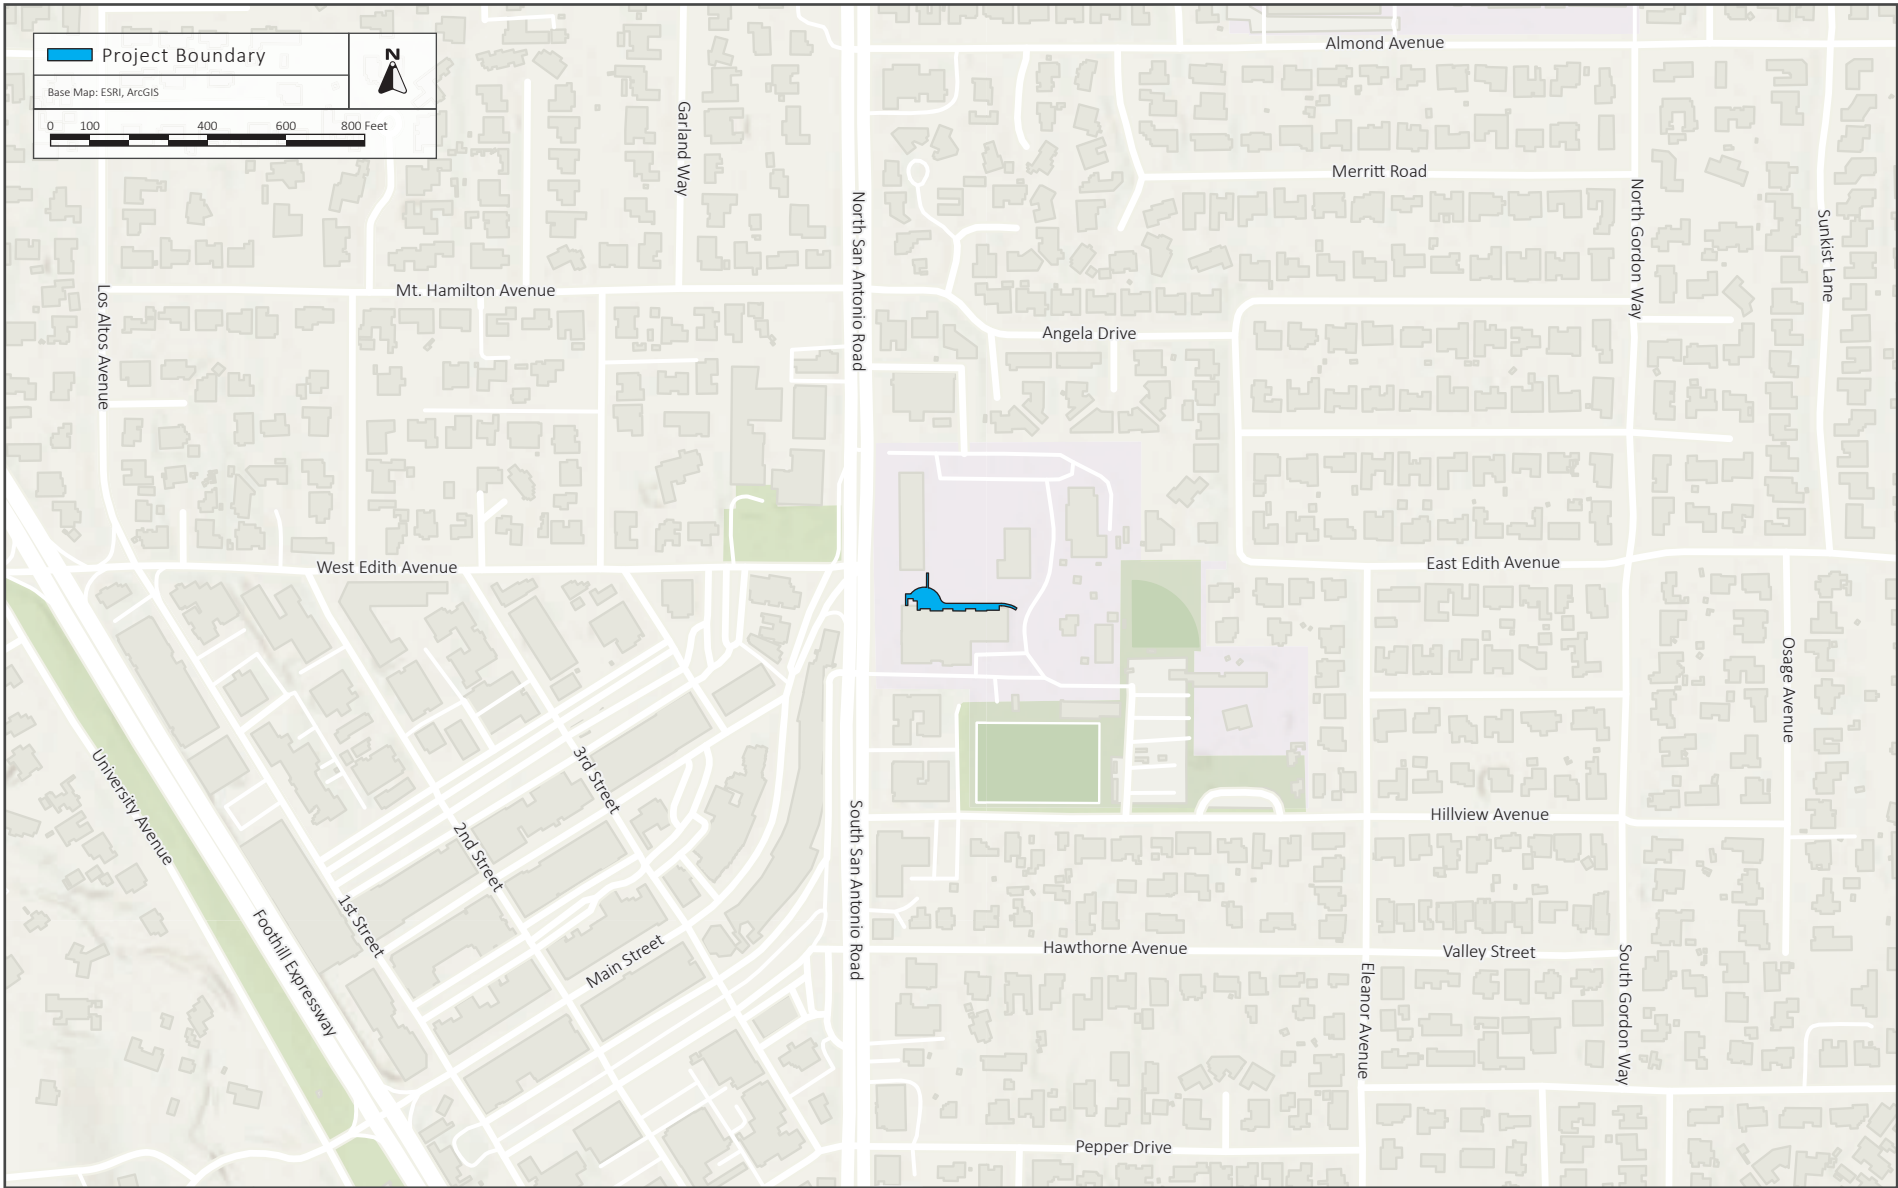 Project Boundary
N
Base Map: ESRI, ArcGIS
0 100 400 600 800 Feet
Almond Avenue
Garland Way
Merritt Road
North San Antonio Road
North Gordon Way
Sunkist Lane
Mt. Hamilton Avenue
Los Altos Avenue
Angela Drive
West Edith Avenue
East Edith Avenue
Osage Avenue
University Avenue
3rd Street
2nd Street
South San Antonio Road
Hillview Avenue
1st Street
Foothill Expressway
Main Street
Hawthorne Avenue
Valley Street
Eleanor Avenue
South Gordon Way
Pepper Drive